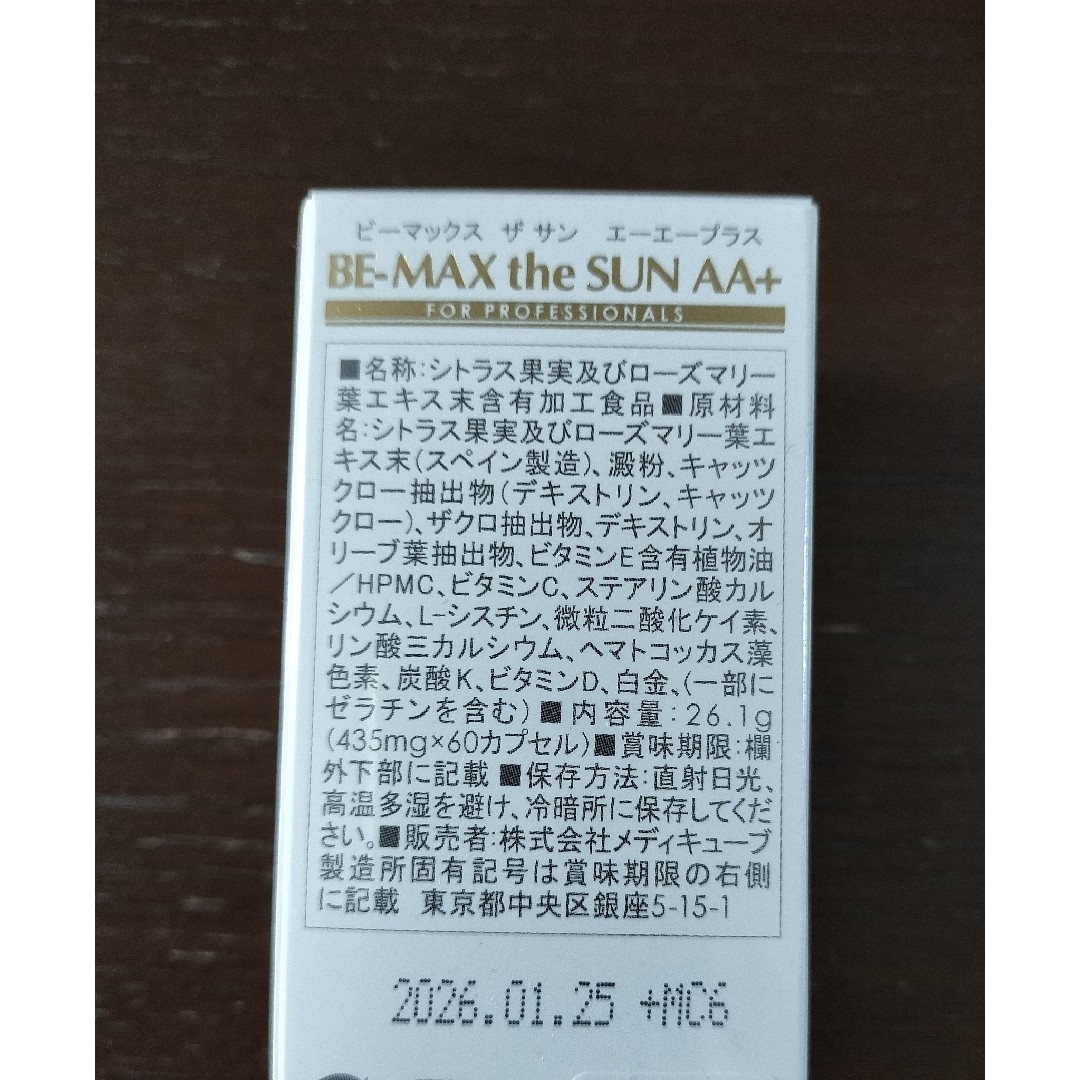 ビーマックス ザ サン エーエープラス
BE-MAX the SUN AA+
FOR PROFESSIONALS
■名称:シトラス果実及びローズマリー
葉エキス末含有加工食品■原材料
名:シトラス果実及びローズマリー葉エ
キス末(スペイン製造)、澱粉、キャッツ
クロー抽出物(デキストリン、キャッツ
クロー)、ザクロ抽出物、デキストリン、オ
リーブ葉抽出物、ビタミンE含有植物油
/HPMC、ビタミンC、ステアリン酸カル
シウム、L-シスチン、微粒二酸化ケイ素、
リン酸三カルシウム、ヘマトコッカス藻
色素、炭酸K、ビタミンD、白金、(一部に
ゼラチンを含む)■内容量:26.1g
(435mg×60カプセル)■賞味期限:欄
外下部に記載■保存方法:直射日光、
高温多湿を避け、冷暗所に保存してくだ
さい。■販売者:株式会社メディキューブ
製造所固有記号は賞味期限の右側
に記載 東京都中央区銀座5-15-1
2026.01.25 +MC6